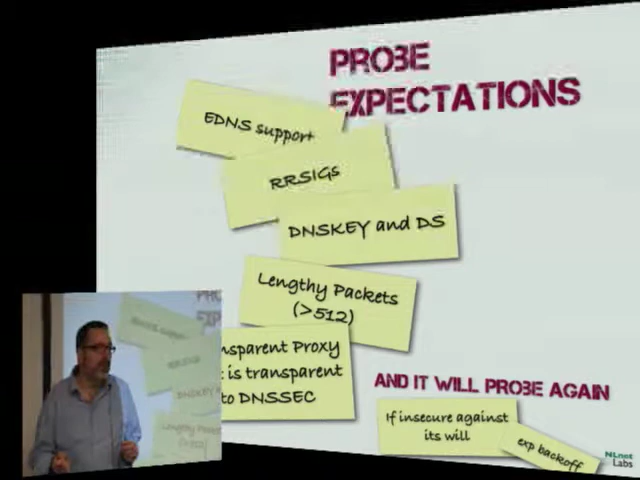 PROBE
EXPECTATIONS
EDNS support
RRSIGs
DNSKEY and DS
Lengthy Packets
(>512)
nsparent Proxy
t is transparent
to DNSSEC
AND IT WILL PROBE AGAIN
If insecure against
its will
exp backoff
NLnet
Labs